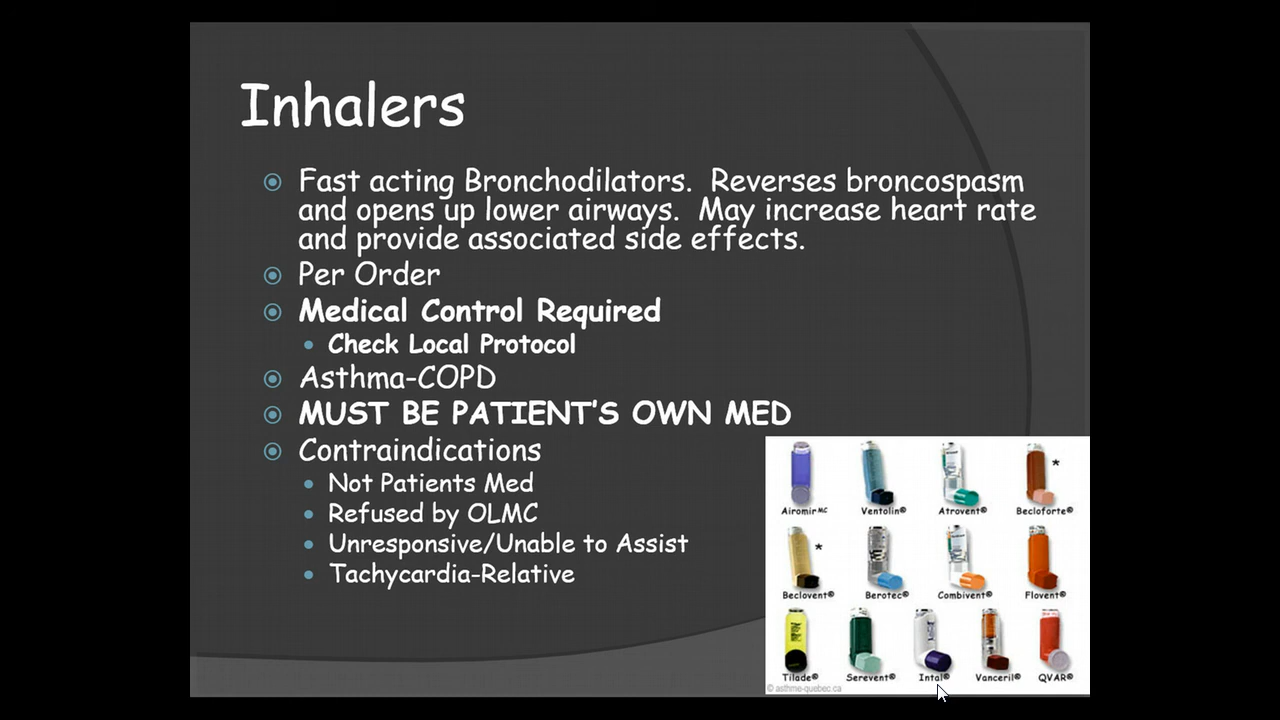 Inhalers
Fast acting Bronchodilators. Reverses broncospasm
and opens up lower airways. May increase heart rate
and provide associated side effects.
Per Order
Medical Control Required
Check Local Protocol
Asthma-COPD
MUST BE PATIENT'S OWN MED
Contraindications
Not Patients Med
Refused by OLMC
Unresponsive/Unable to Assist
Tachycardia-Relative
*
Airomir MC Ventolin® Atrovent® Becloforte®
*
Beclovent® Berotec® Combivent® Flovent®
Tilade® Serevent® Intal® Vanceril® QVAR®
© asthme-quebec.ca